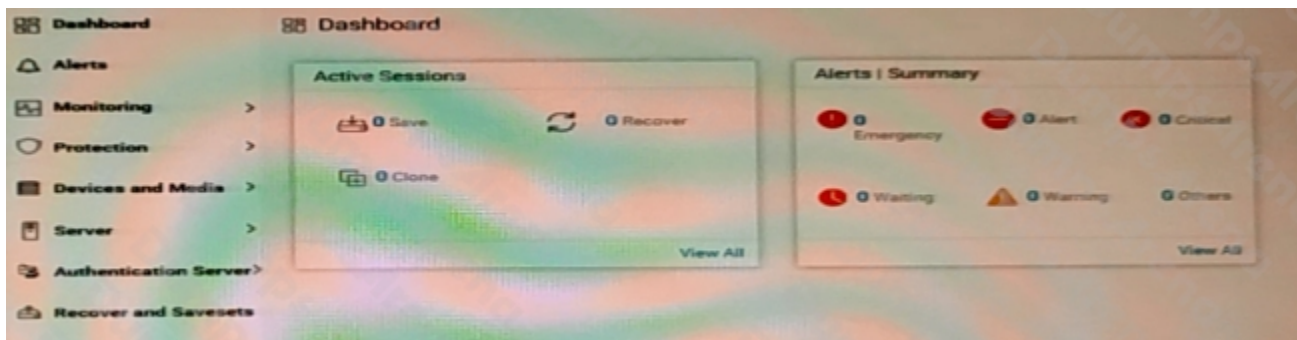 Dashboard
Alerts
Monitoring
Protection
Devices and Media
Server
Authentication Server
Recover and Savesets
Dashboard
Active Sessions
0 Save
0 Recover
0 Clone
View All
Alerts | Summary
0
Emergency
0 Alert
0 Critical
0 Waiting
0 Warning
0 Others
View All